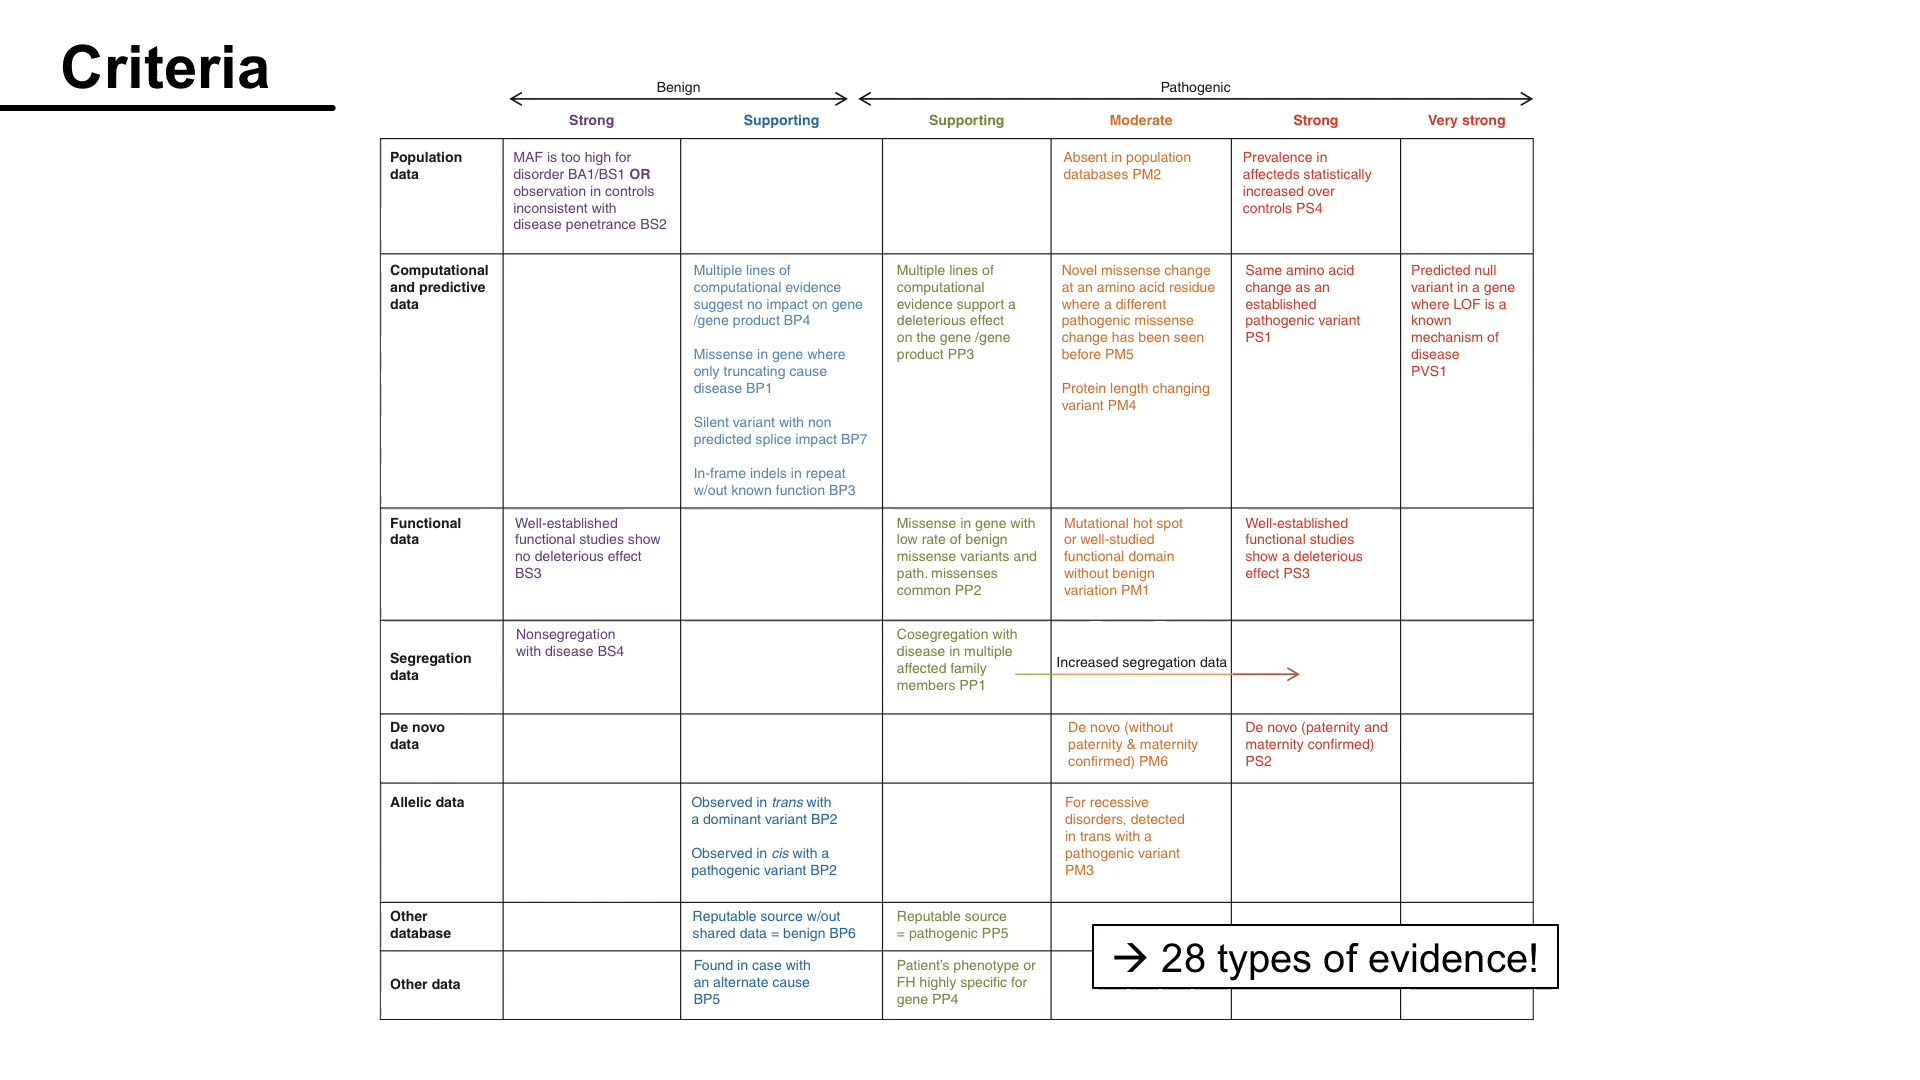 Criteria
Benign
Pathogenic
Strong
Supporting
Supporting
Moderate
Strong
Very strong
Population
data
MAF is too high for
disorder BA1/BS1 OR
observation in controls
inconsistent with
disease penetrance BS2
Absent in population
databases PM2
Prevalence in
affecteds statistically
increased over
controls PS4
Computational
and predictive
data
Multiple lines of
computational evidence
suggest no impact on gene
/gene product BP4
Missense in gene where
only truncating cause
disease BP1
Silent variant with non
predicted splice impact BP7
In-frame indels in repeat
w/out known function BP3
Multiple lines of
computational
evidence support a
deleterious effect
on the gene /gene
product PP3
Novel missense change
at an amino acid residue
where a different
pathogenic missense
change has been seen
before PM5
Protein length changing
variant PM4
Same amino acid
change as an
established
pathogenic variant
PS1
Predicted null
variant in a gene
where LOF is a
known
mechanism of
disease
PVS1
Functional
data
Well-established
functional studies show
no deleterious effect
BS3
Missense in gene with
low rate of benign
missense variants and
path. missenses
common PP2
Mutational hot spot
or well-studied
functional domain
without benign
variation PM1
Well-established
functional studies
show a deleterious
effect PS3
Segregation
data
Nonsegregation
with disease BS4
Cosegregation with
disease in multiple
affected family
members PP1
Increased segregation data
De novo
data
De novo (without
paternity & maternity
confirmed) PM6
De novo (paternity and
maternity confirmed)
PS2
Allelic data
Observed in trans with
a dominant variant BP2
Observed in cis with a
pathogenic variant BP2
For recessive
disorders, detected
in trans with a
pathogenic variant
PM3
Other
database
Reputable source w/out
shared data = benign BP6
Reputable source
= pathogenic PP5
Other data
Found in case with
an alternate cause
BP5
Patient's phenotype or
FH highly specific for
gene PP4
→ 28 types of evidence!